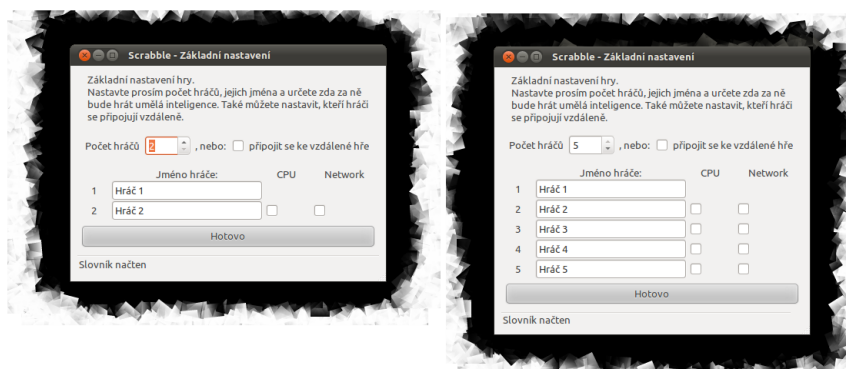 Scrabble - Základní nastavení
Základní nastavení hry.
Nastavte prosím počet hráčů, jejich jména a určete zda za ně
bude hrát umělá inteligence. Také můžete nastavit, kteří hráči
se připojují vzdáleně.
Počet hráčů 2 , nebo: připojit se ke vzdálené hře
Jméno hráče: CPU Network
1 Hráč 1
2 Hráč 2
Hotovo
Slovník načten
Scrabble - Základní nastavení
Základní nastavení hry.
Nastavte prosím počet hráčů, jejich jména a určete zda za ně
bude hrát umělá inteligence. Také můžete nastavit, kteří hráči
se připojují vzdáleně.
Počet hráčů 5 , nebo: připojit se ke vzdálené hře
Jméno hráče: CPU Network
1 Hráč 1
2 Hráč 2
3 Hráč 3
4 Hráč 4
5 Hráč 5
Hotovo
Slovník načten